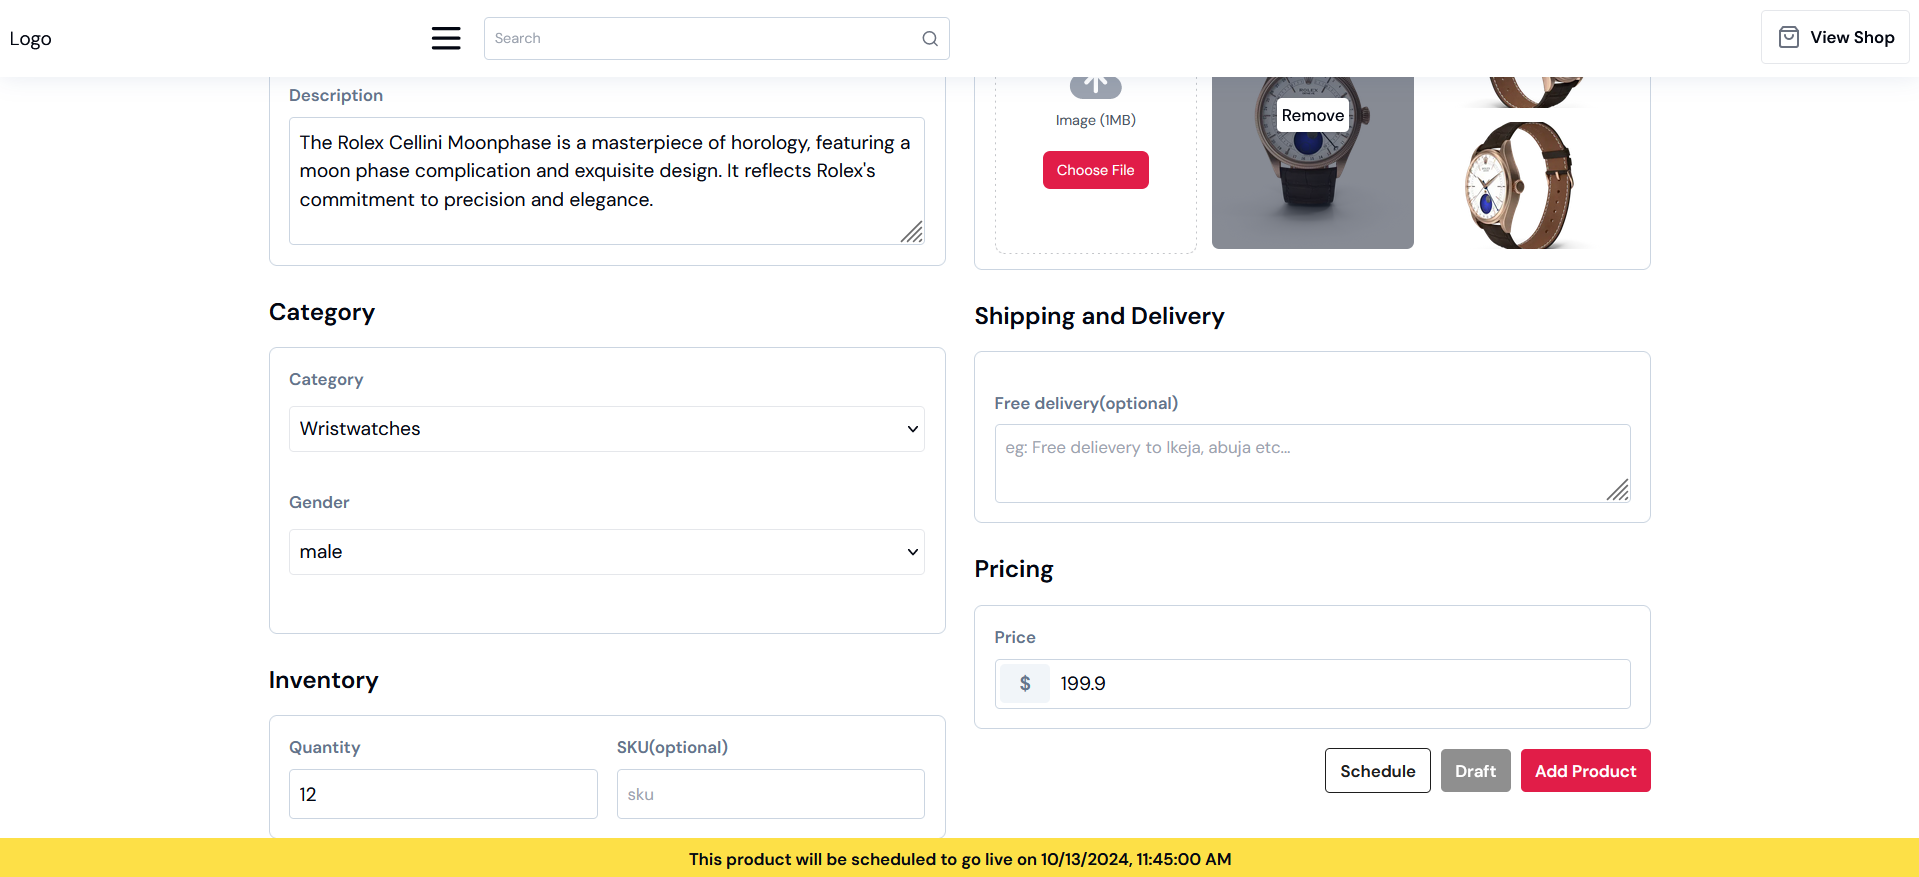 Logo
Search
View Shop
Description
The Rolex Cellini Moonphase is a masterpiece of horology, featuring a
moon phase complication and exquisite design. It reflects Rolex's
commitment to precision and elegance.
Image (1MB)
Choose File
ROLEX
Remove
Category
Category
Wristwatches
Gender
male
Inventory
Quantity
12
SKU(optional)
sku
Shipping and Delivery
Free delivery(optional)
eg: Free delievery to Ikeja, abuja etc...
Pricing
Price
$ 199.9
Schedule
Draft
Add Product
This product will be scheduled to go live on 10/13/2024, 11:45:00 AM